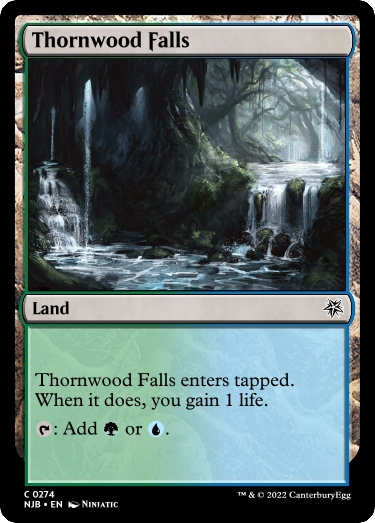 Thornwood Falls
Land
Thornwood Falls enters tapped.
When it does, you gain 1 life.
: Add or .
C 0274
NJB • EN Ninjatic
™ & © 2022 CanterburyEgg